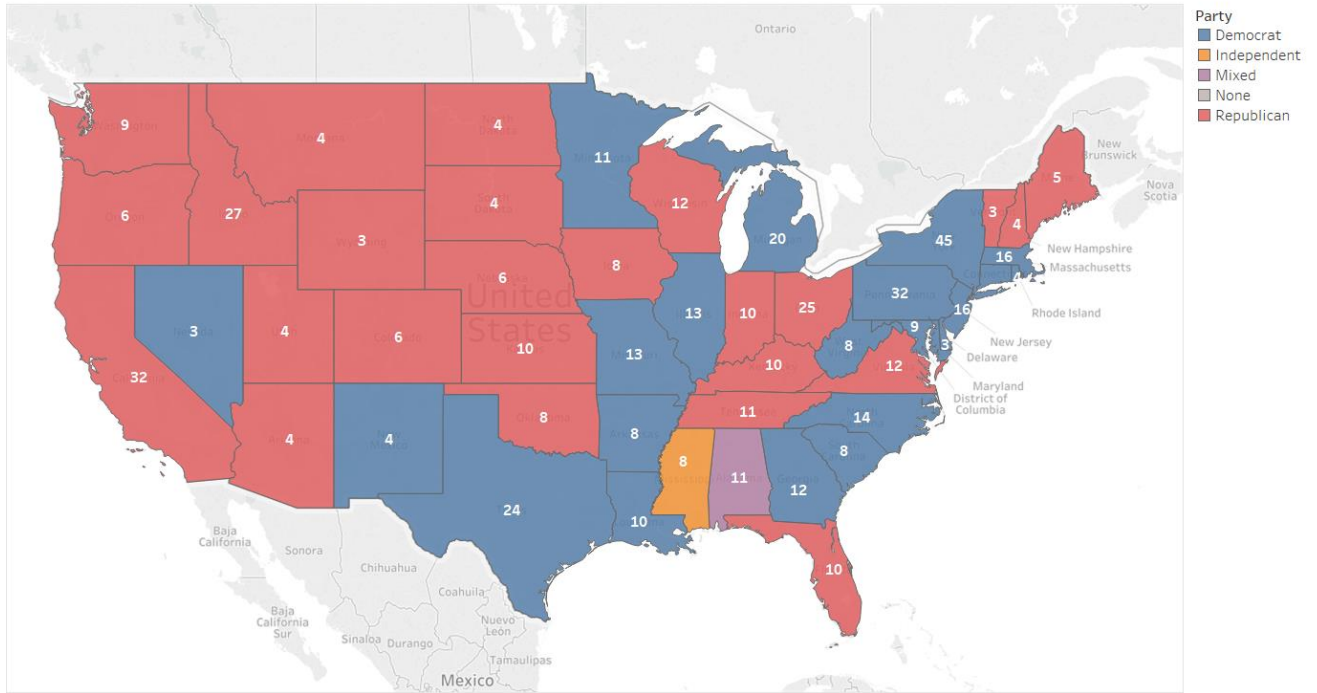 Party
Democrat
Independent
Mixed
None
Republican
Ontario
New
Brunswick
Nova
Scotia
New Hampshire
Massachusetts
Rhode Island
New Jersey
Delaware
Maryland
District of
Columbia
United
States
9
4
4
11
12
5
3
4
6
27
3
4
20
45
16
4
8
6
32
16
3
4
6
10
13
10
25
9
3
8
32
13
10
12
4
4
8
8
11
14
8
8
11
12
24
10
10
Baja
California
Sonora
Chihuahua
Coahuila
Baja
California
Sur
Nuevo
León
Sinaloa
Durango
Tamaulipas
Mexico